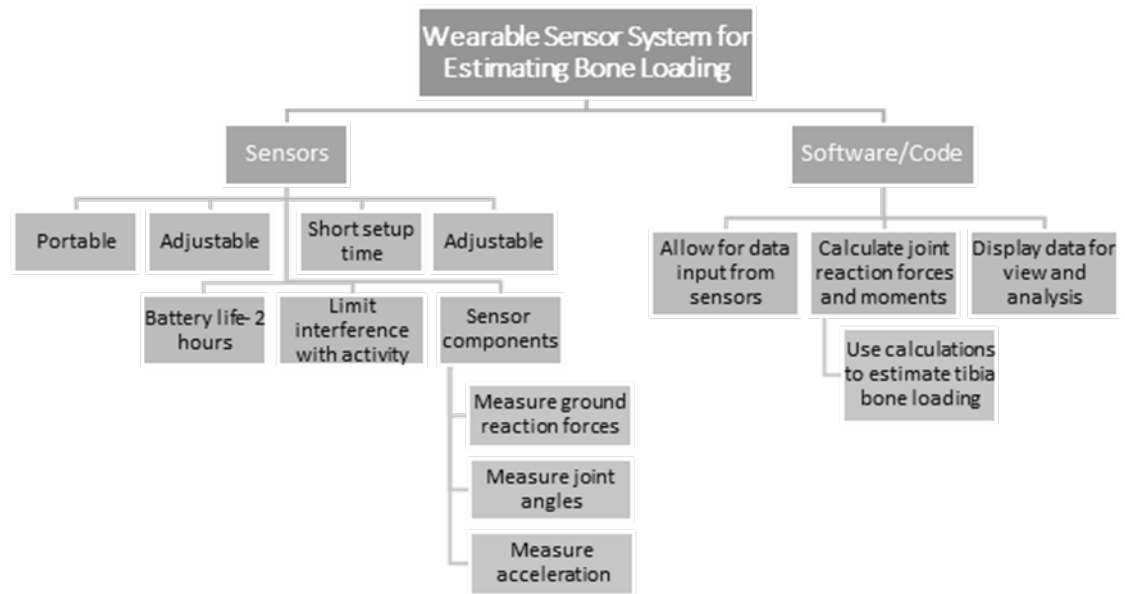 Wearable Sensor System for
Estimating Bone Loading
Sensors
Software/Code
Portable
Adjustable
Short setup
time
Adjustable
Allow for data
input from
sensors
Calculate joint
reaction forces
and moments
Display data for
view and
analysis
Battery life- 2
hours
Limit
interference
with activity
Sensor
components
Use calculations
to estimate tibia
bone loading
Measure ground
reaction forces
Measure joint
angles
Measure
acceleration